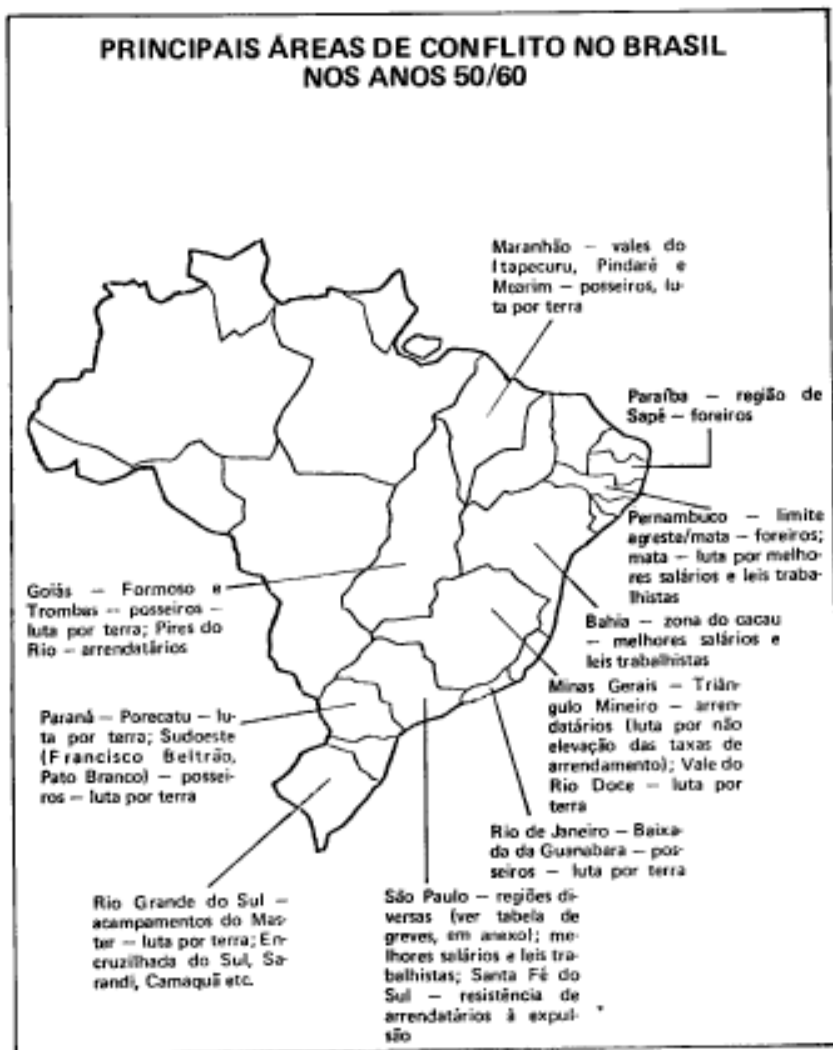 PRINCIPAIS ÁREAS DE CONFLITO NO BRASIL
NOS ANOS 50/60
Maranhão — vales do
Itapecuru, Pindaré e
Mearim — posseiros, lu-
ta por terra
Paraíba — região de
Sapé — foreiros
Pernambuco — limite
agreste/mata — foreiros;
mata — luta por melho-
res salários e leis traba-
lhistas
Goiás — Formoso e
Trombas — posseiros —
luta por terra; Pires do
Rio — arrendatários
Bahia — zona do cacau
— melhores salários e
leis trabalhistas
Minas Gerais — Triân-
gulo Mineiro — arren-
datários (luta por não
elevação das taxas de
arrendamento); Vale do
Rio Doce — luta por
terra
Paraná — Porecatu — lu-
ta por terra; Sudoeste
(Francisco Beltrão,
Pato Branco) — possei-
ros — luta por terra
Rio de Janeiro — Baixa-
da da Guanabara — pos-
seiros — luta por terra
Rio Grande do Sul —
acampamentos do Mas-
ter — luta por terra; En-
cruzilhada do Sul, Sa-
randi, Camaquã etc.
São Paulo — regiões di-
versas (ver tabela de
greves, em anexo); me-
lhores salários e leis tra-
balhistas; Santa Fé do
Sul — resistência de
arrendatários à expul-
são